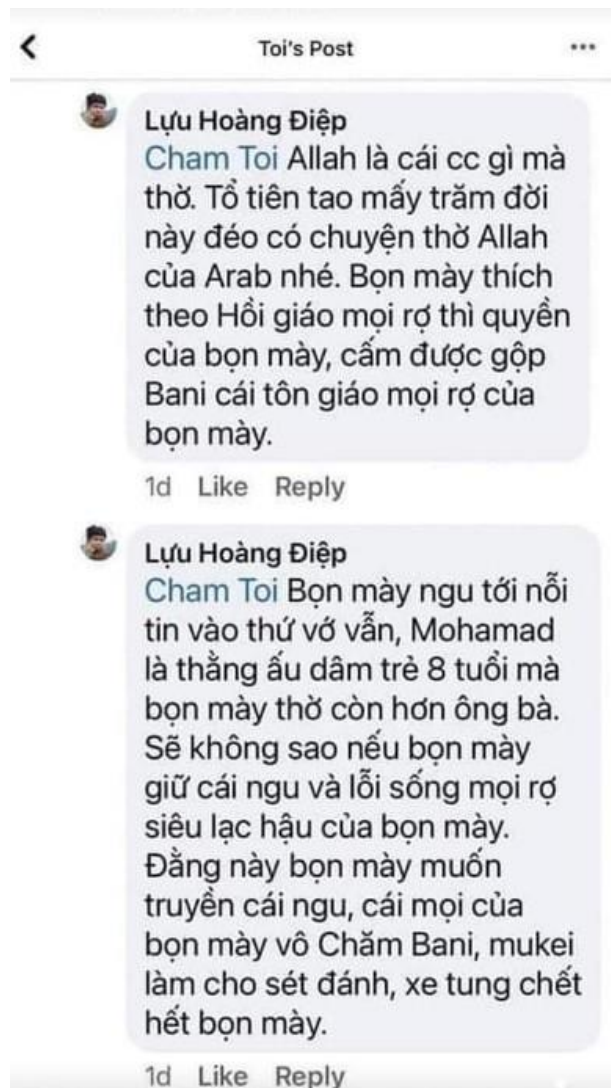 Toi's Post
Lựu Hoàng Điệp
Cham Toi Allah là cái cc gì mà
thờ. Tổ tiên tao mấy trăm đời
này đéo có chuyện thờ Allah
của Arab nhé. Bọn mày thích
theo Hồi giáo mọi rợ thì quyền
của bọn mày, cấm được gộp
Bani cái tôn giáo mọi rợ của
bọn mày.
1d Like Reply
Lựu Hoàng Điệp
Cham Toi Bọn mày ngu tới nỗi
tin vào thứ vớ vẫn, Mohamad
là thằng ấu dâm trẻ 8 tuổi mà
bọn mày thờ còn hơn ông bà.
Sẽ không sao nếu bọn mày
giữ cái ngu và lỗi sống mọi rợ
siêu lạc hậu của bọn mày.
Đằng này bọn mày muốn
truyền cái ngu, cái mọi của
bọn mày vô Chăm Bani, mukei
làm cho sét đánh, xe tung chết
hết bọn mày.
1d Like Reply